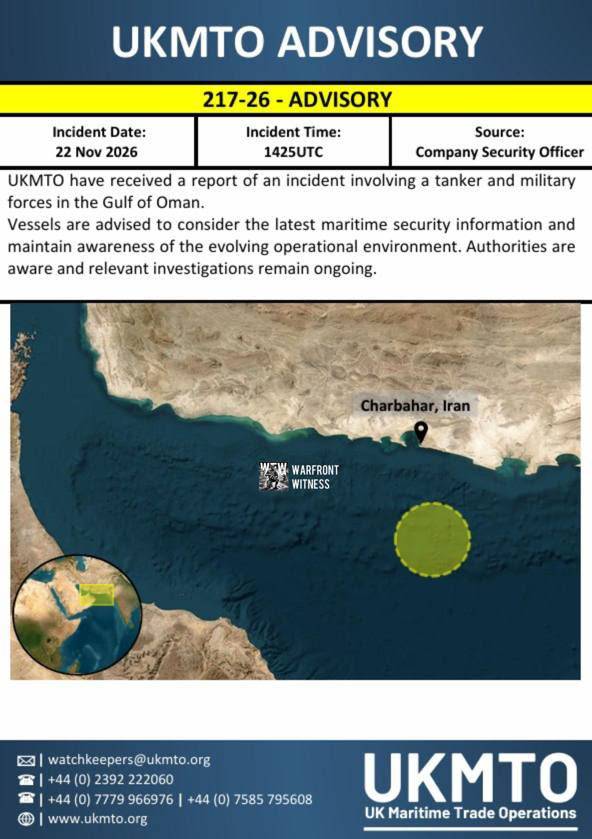 UKMTO ADVISORY
217-26 - ADVISORY
Incident Date:
22 Nov 2026
Incident Time:
1425UTC
Source:
Company Security Officer
UKMTO have received a report of an incident involving a tanker and military
forces in the Gulf of Oman.
Vessels are advised to consider the latest maritime security information and
maintain awareness of the evolving operational environment. Authorities are
aware and relevant investigations remain ongoing.
Charbahar, Iran
WFW
WARFRONT
WITNESS
| watchkeepers@ukmto.org
| +44 (0) 2392 222060
| +44 (0) 7779 966976 | +44 (0) 7585 795608
| www.ukmto.org
UKMTO
UK Maritime Trade Operations